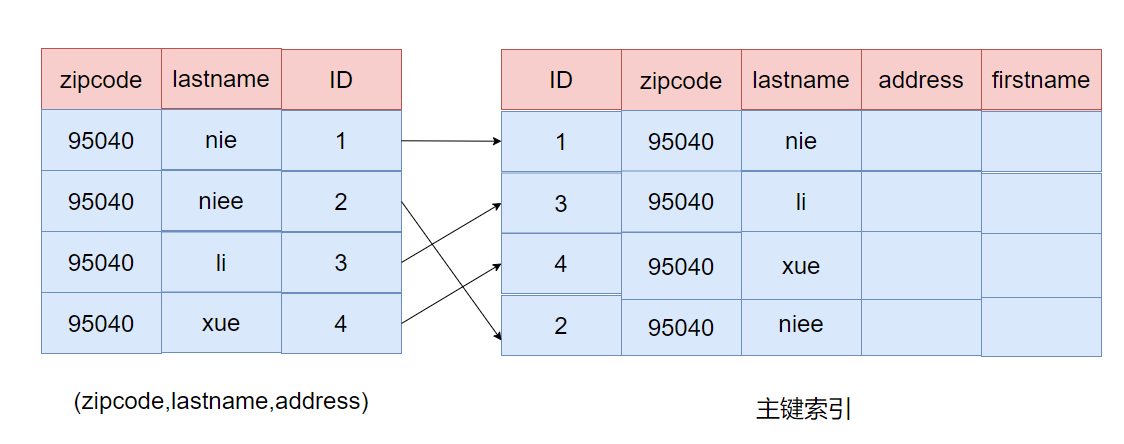 zipcode lastname ID
95040 nie 1
95040 niee 2
95040 li 3
95040 xue 4
(zipcode,lastname,address)
ID zipcode lastname address firstname
1 95040 nie
3 95040 li
4 95040 xue
2 95040 niee
主键索引